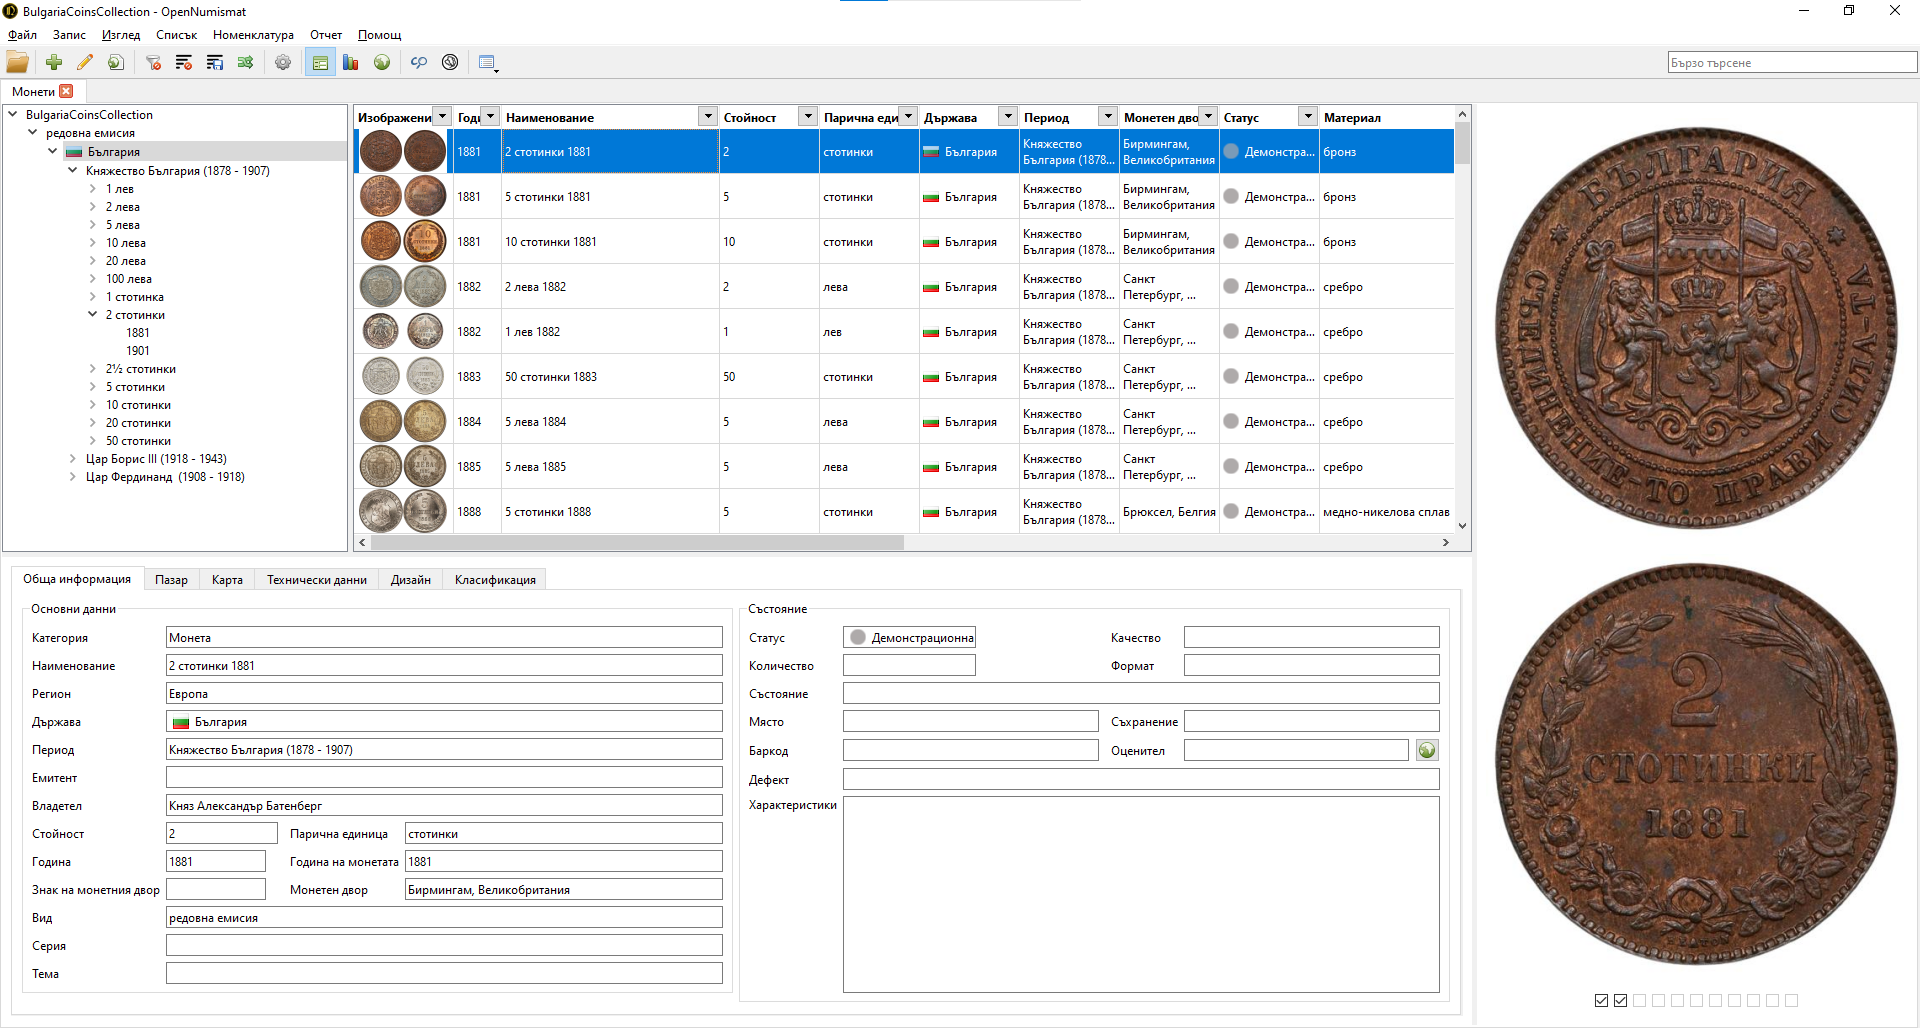 BulgariaCoinsCollection - OpenNumismat
Файл Запис Изглед Списък Номенклатура Отчет Помощ
Бързо търсене
Монети
BulgariaCoinsCollection
редовна емисия
България
Княжество България (1878 - 1907)
1 лев
2 лева
5 лева
10 лева
20 лева
100 лева
1 стотинка
2 стотинки
1881
1901
2½ стотинки
5 стотинки
10 стотинки
20 стотинки
50 стотинки
Цар Борис III (1918 - 1943)
Цар Фердинанд (1908 - 1918)
Изображени Годи Наименование Стойност Парична еди Държава Период Монетен дво Статус Материал
1881 2 стотинки 1881 2 стотинки България Княжество България (1878... Бирмингам, Великобритания Демонстра... бронз
1881 5 стотинки 1881 5 стотинки България Княжество България (1878... Бирмингам, Великобритания Демонстра... бронз
1881 10 стотинки 1881 10 стотинки България Княжество България (1878... Бирмингам, Великобритания Демонстра... бронз
1882 2 лева 1882 2 лева България Княжество България (1878... Санкт Петербург, ... Демонстра... сребро
1882 1 лев 1882 1 лев България Княжество България (1878... Санкт Петербург, ... Демонстра... сребро
1883 50 стотинки 1883 50 стотинки България Княжество България (1878... Санкт Петербург, ... Демонстра... сребро
1884 5 лева 1884 5 лева България Княжество България (1878... Санкт Петербург, ... Демонстра... сребро
1885 5 лева 1885 5 лева България Княжество България (1878... Санкт Петербург, ... Демонстра... сребро
1888 5 стотинки 1888 5 стотинки България Княжество България (1878... Брюксел, Белгия Демонстра... медно-никелова сплав
Обща информация Пазар Карта Технически данни Дизайн Класификация
Основни данни
Категория Монета
Наименование 2 стотинки 1881
Регион Европа
Държава България
Период Княжество България (1878 - 1907)
Емитент
Владетел Княз Александър Батенберг
Стойност 2 Парична единица стотинки
Година 1881 Година на монетата 1881
Знак на монетния двор Монетен двор Бирмингам, Великобритания
Вид редовна емисия
Серия
Тема
Състояние
Статус Демонстрационна Качество
Количество Формат
Състояние
Място Съхранение
Баркод Оценител
Дефект
Характеристики
БЪЛГАРИЯ
СЪЕДИНЕНИЕ-ТО ПРАВИ СИЛА-ТА
2
СТОТИНКИ
1881
HEATON